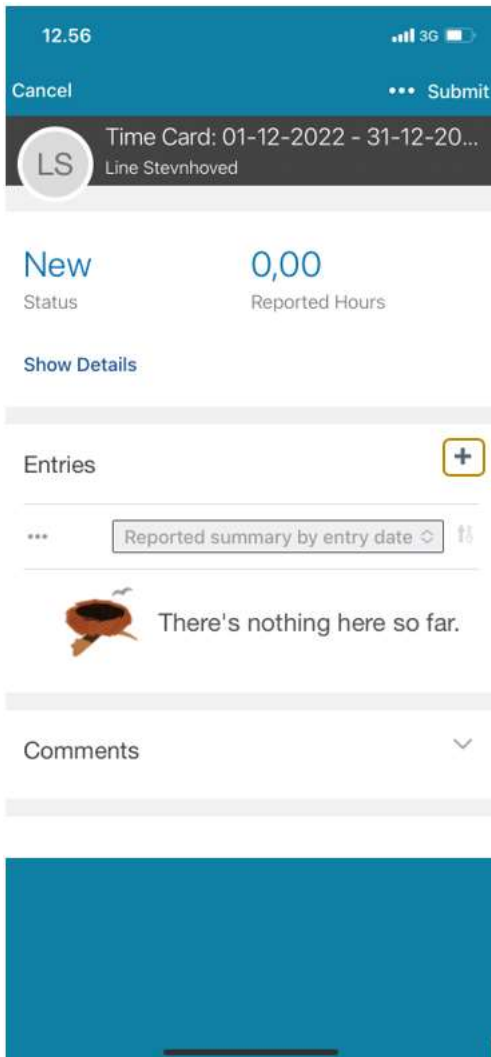 12.56
3G
Cancel
••• Submit
LS
Time Card: 01-12-2022 - 31-12-20...
Line Stevnhoved
New
0,00
Status
Reported Hours
Show Details
Entries
+
•••
Reported summary by entry date
There's nothing here so far.
Comments